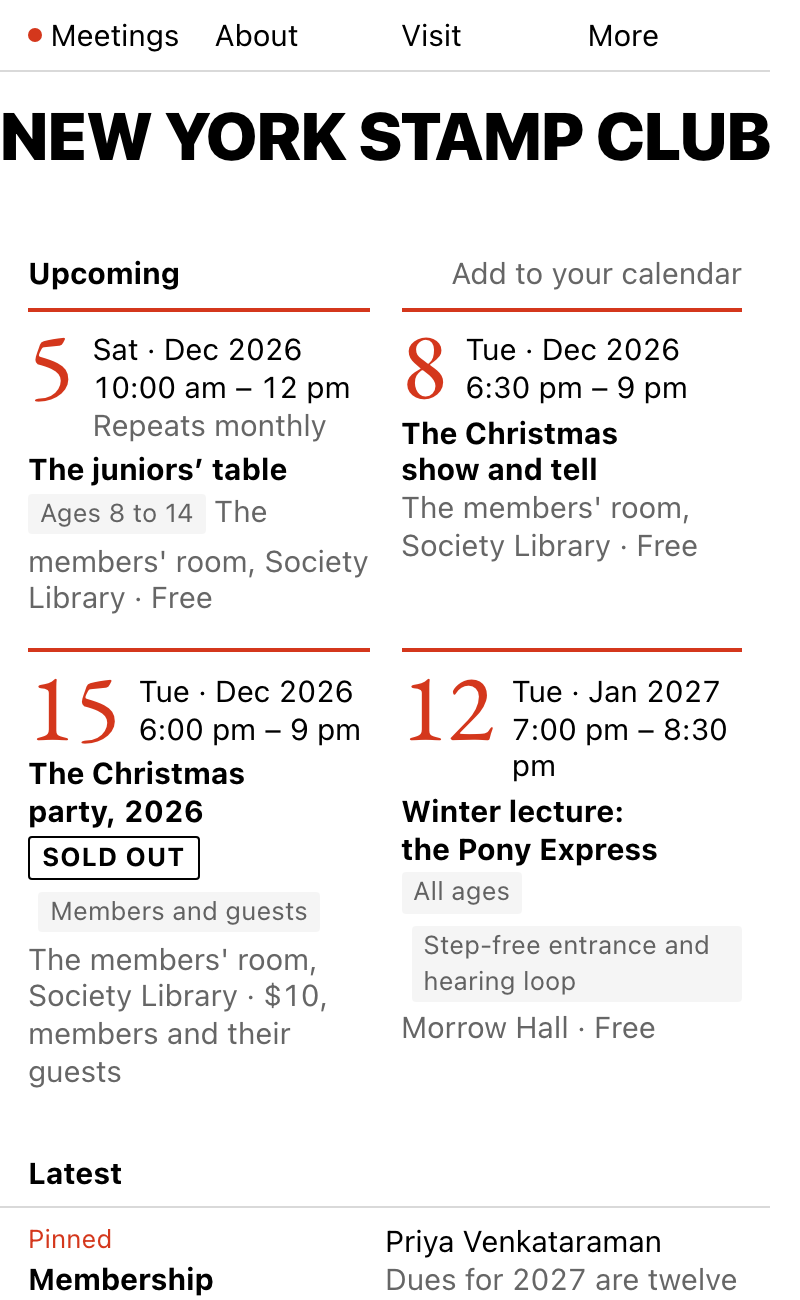 Meetings About Visit More
NEW YORK STAMP CLUB
Upcoming
Add to your calendar
5
Sat · Dec 2026
10:00 am – 12 pm
Repeats monthly
The juniors’ table
Ages 8 to 14 The
members' room, Society
Library · Free
8
Tue · Dec 2026
6:30 pm – 9 pm
The Christmas
show and tell
The members' room,
Society Library · Free
15
Tue · Dec 2026
6:00 pm – 9 pm
The Christmas
party, 2026
SOLD OUT
Members and guests
The members' room,
Society Library · $10,
members and their
guests
12
Tue · Jan 2027
7:00 pm – 8:30
pm
Winter lecture:
the Pony Express
All ages
Step-free entrance and
hearing loop
Morrow Hall · Free
Latest
Pinned
Membership
Priya Venkataraman
Dues for 2027 are twelve